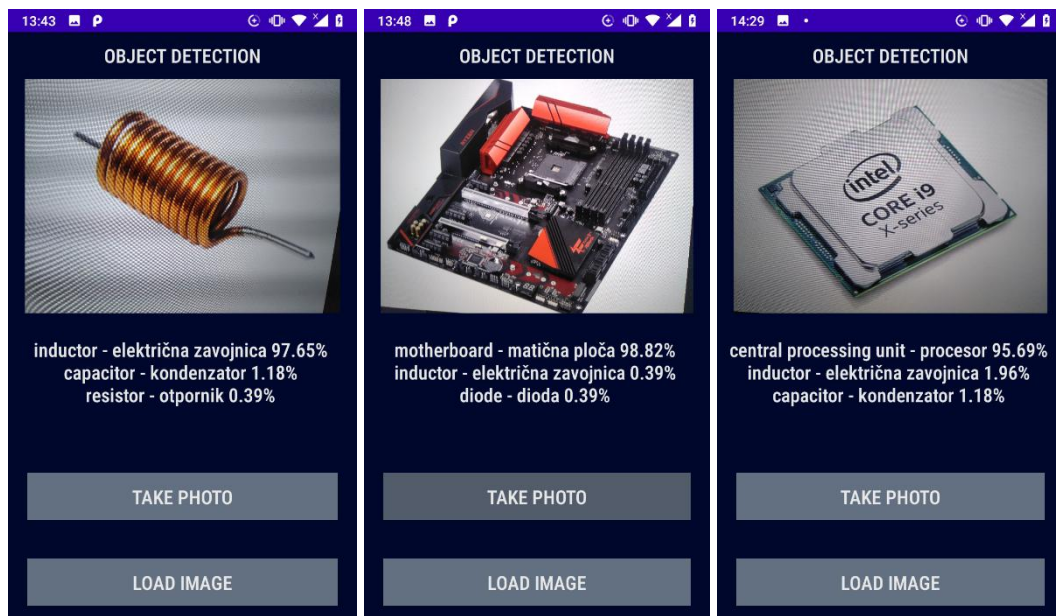 13:43
OBJECT DETECTION
inductor - električna zavojnica 97.65%
capacitor - kondenzator 1.18%
resistor - otpornik 0.39%
TAKE PHOTO
LOAD IMAGE
13:48
OBJECT DETECTION
motherboard - matična ploča 98.82%
inductor - električna zavojnica 0.39%
diode - dioda 0.39%
TAKE PHOTO
LOAD IMAGE
14:29
OBJECT DETECTION
intel
CORE i9
X-series
central processing unit - procesor 95.69%
inductor - električna zavojnica 1.96%
capacitor - kondenzator 1.18%
TAKE PHOTO
LOAD IMAGE